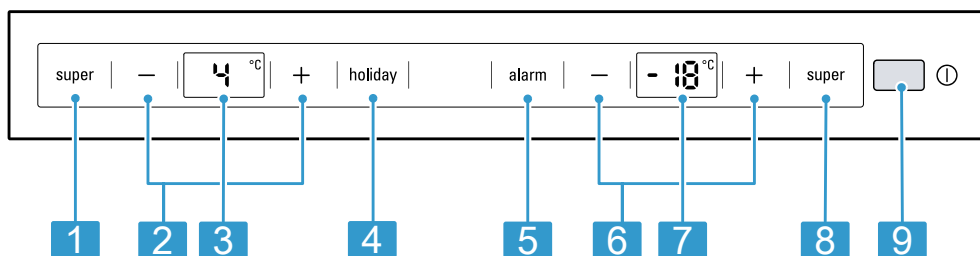 super — 4 °C + holiday alarm — -18 °C + super
1 2 3 4 5 6 7 8 9